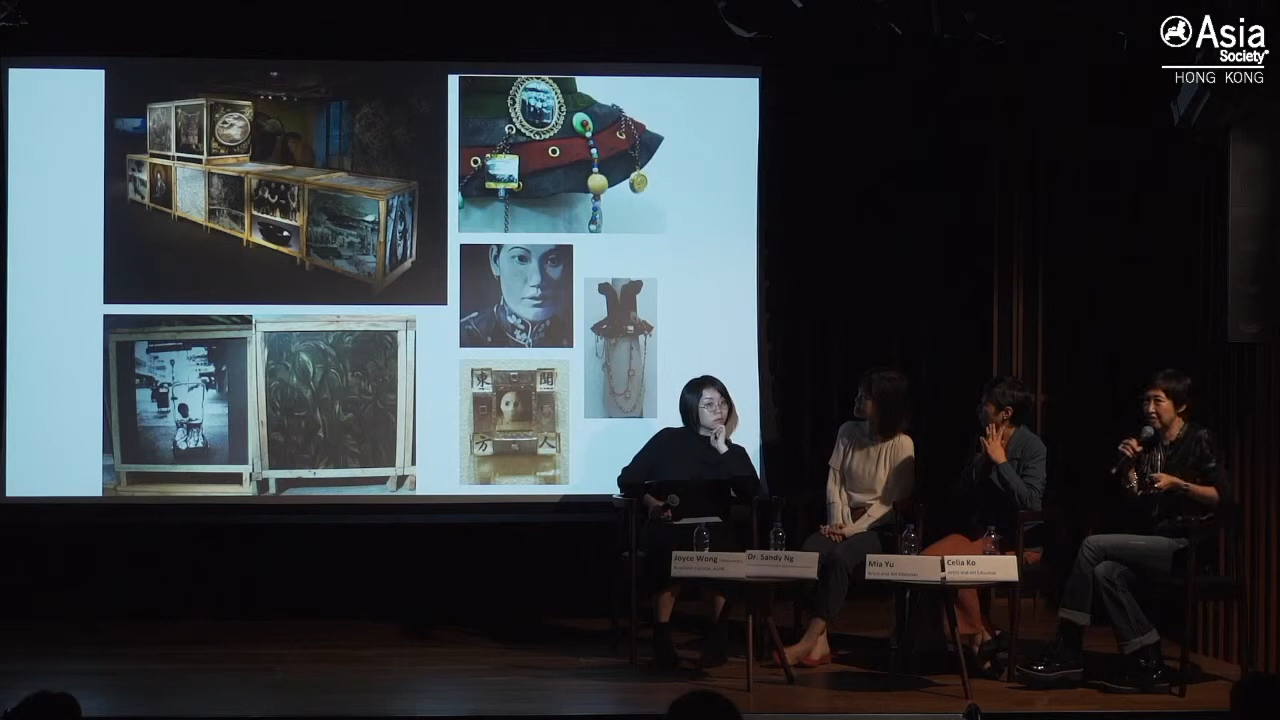 Asia
Society
HONG KONG
東 聞
方 人
Joyce Wong
Dr. Sandy Ng
Mia Yu
Artist and Art Historian
Celia Ko
Artist and Art Educator